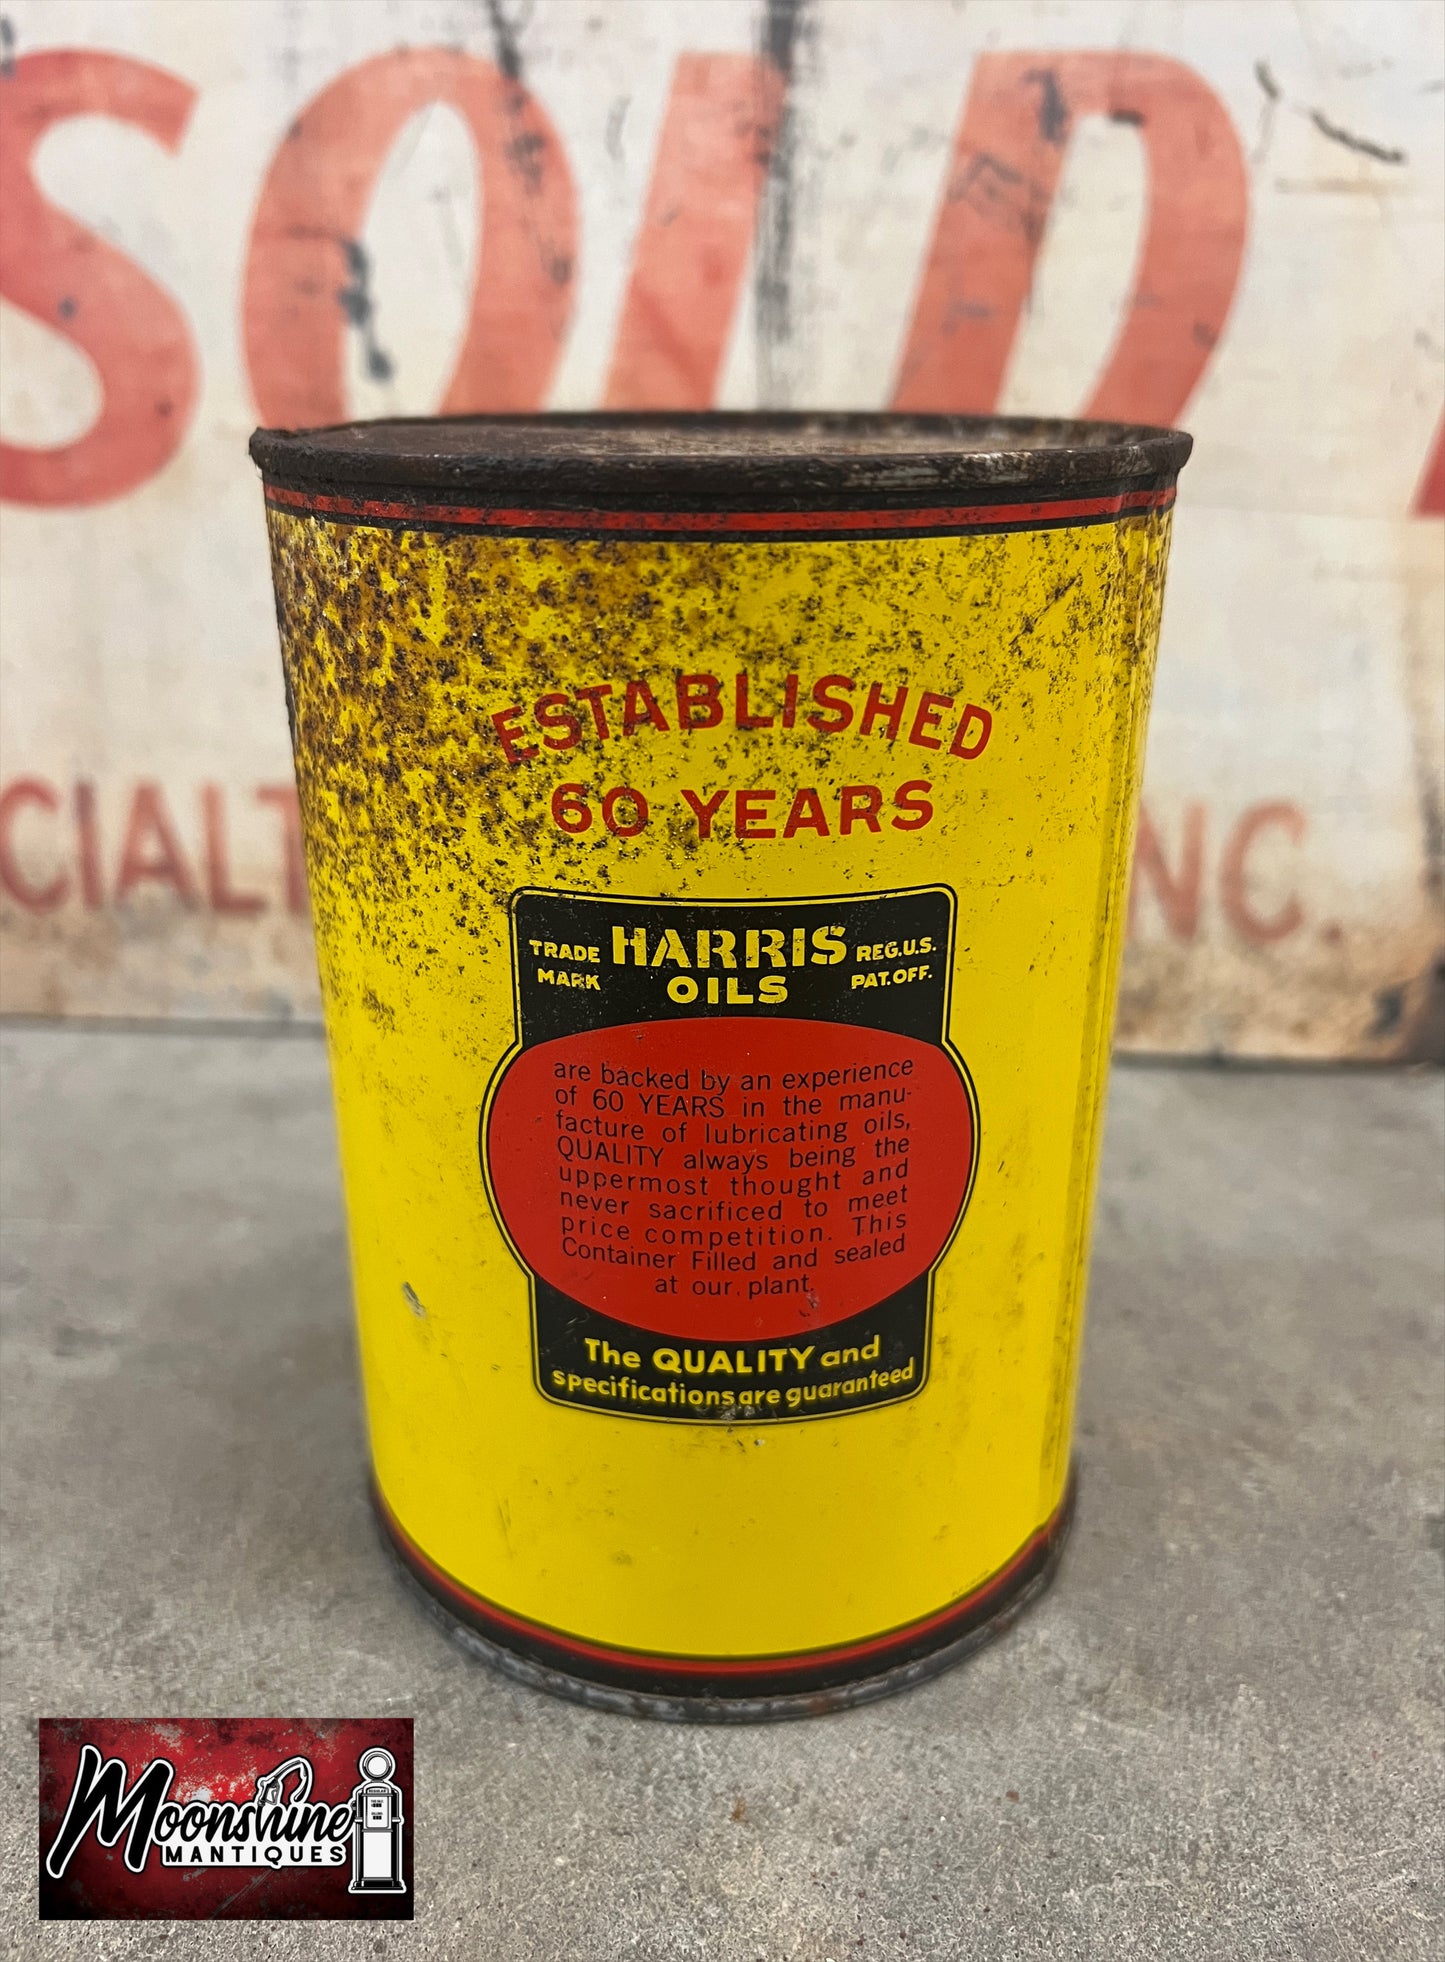 SOLD
CIALT
INC.
ESTABLISHED
60 YEARS
TRADE HARRIS REG.U.S.
MARK OILS PAT.OFF.
are backed by an experience
of 60 YEARS in the manu-
facture of lubricating oils,
QUALITY always being the
uppermost thought and
never sacrificed to meet
price competition. This
Container Filled and sealed
at our plant.
The QUALITY and
specifications are guaranteed
Moonshine
MANTIQUES